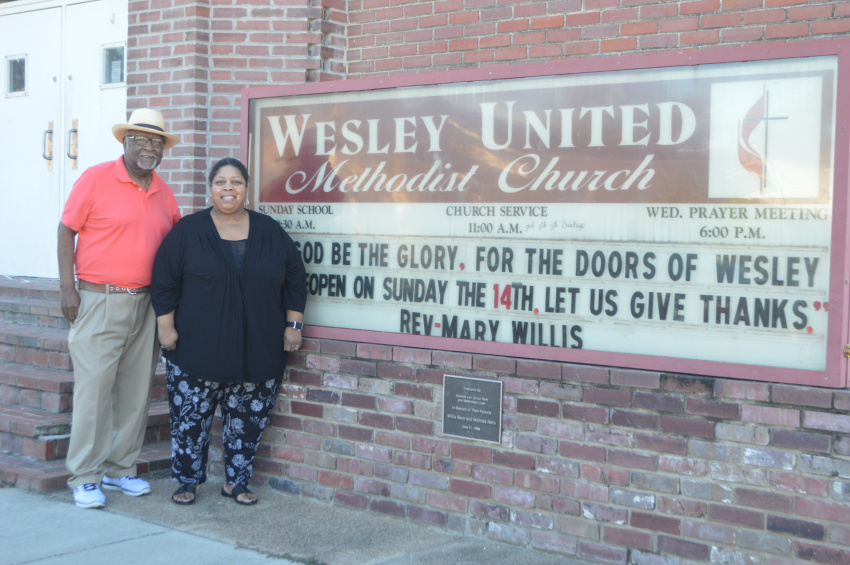 WESLEY UNITED
Methodist Church
SUNDAY SCHOOL
CHURCH SERVICE
WED. PRAYER MEETING
:30 A.M.
11:00 A.M.
6:00 P.M.
GOD BE THE GLORY, FOR THE DOORS OF WESLEY
EOPEN ON SUNDAY THE 14TH. LET US GIVE THANKS."
REV-MARY WILLIS